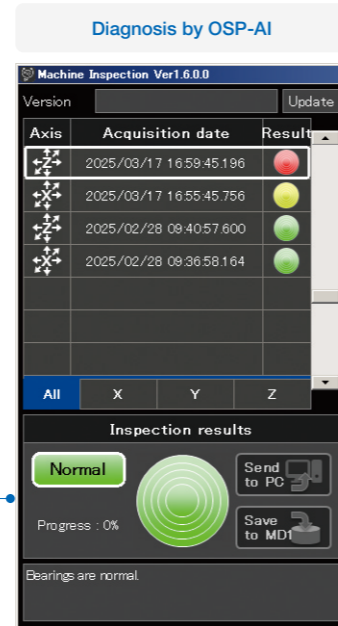 Diagnosis by OSP-AI
Machine Inspection Ver1.6.0.0
Version Update
Axis Acquisition date Result
Z 2025/03/17 16:59:45.196
X 2025/03/17 16:55:45.756
Z 2025/02/28 09:40:57.600
X 2025/02/28 09:36:58.164
All X Y Z
Inspection results
Normal
Send to PC
Progress : 0%
Save to MD1
Bearings are normal.